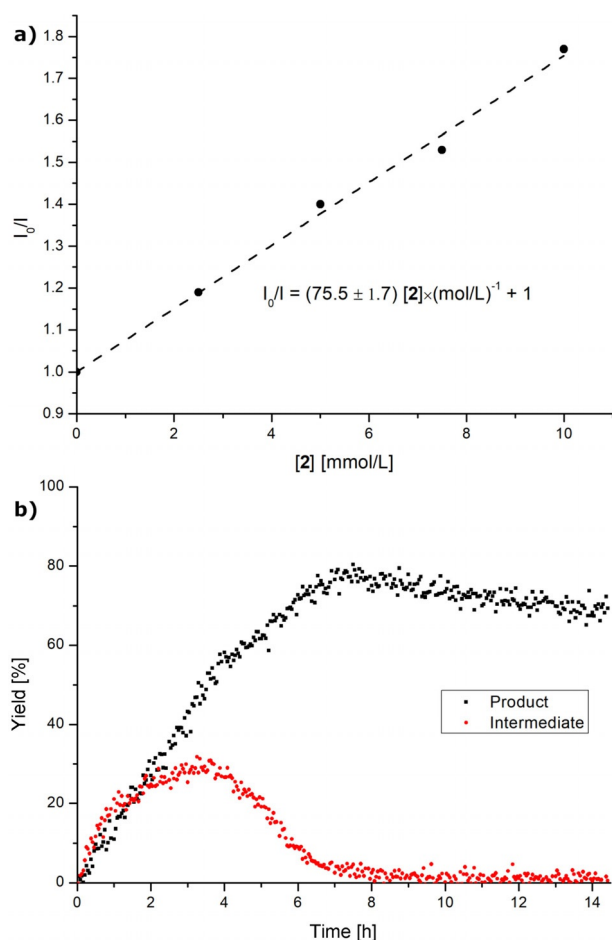 a)
1.8
1.7
1.6
1.5
1.4
1.3
1.2
1.1
1.0
0.9
I0/I
I0/I = (75.5 ± 1.7) [2]×(mol/L)-1 + 1
0 2 4 6 8 10
[2] [mmol/L]
b)
100
80
60
40
20
0
Yield [%]
Product
Intermediate
0 2 4 6 8 10 12 14
Time [h]